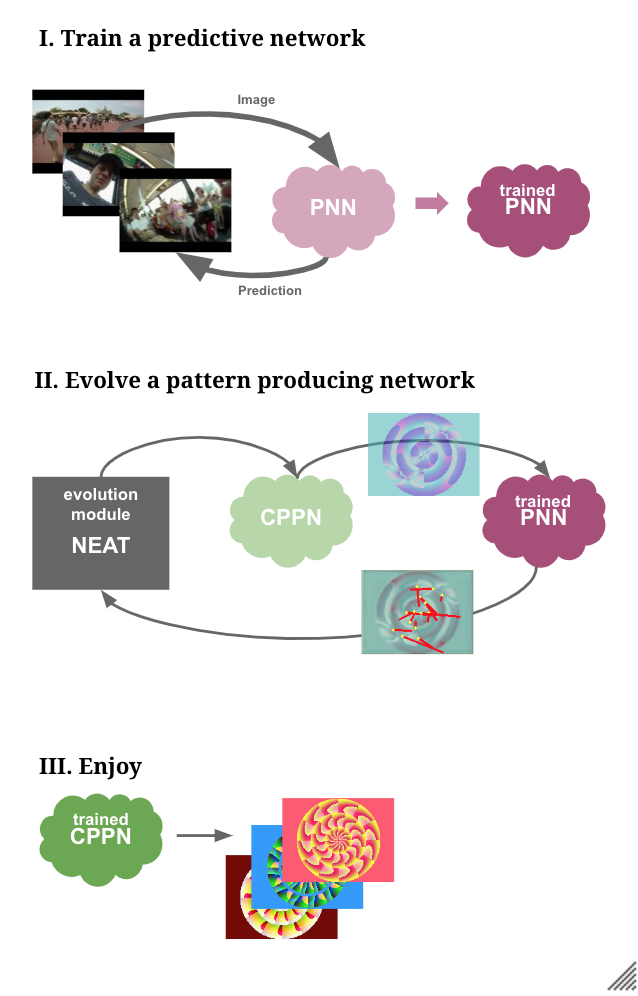 I. Train a predictive network
Image
PNN
trained
PNN
Prediction
II. Evolve a pattern producing network
evolution
module
NEAT
CPPN
trained
PNN
III. Enjoy
trained
CPPN